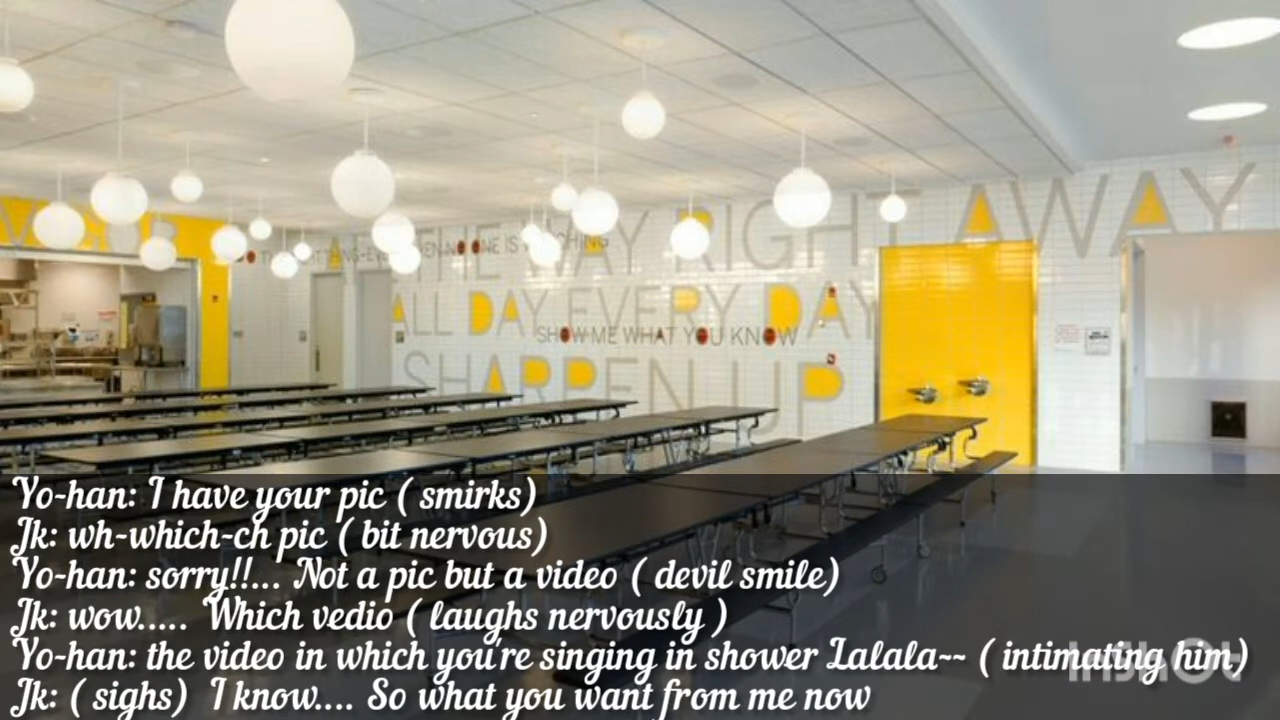 THE WAY RIGHT AWAY
ALL DAY EVERY DAY
SHOW ME WHAT YOU KNOW
SHARPEN UP
Yo-han: I have your pic ( smirks)
Jk: wh-which-ch pic ( bit nervous)
Yo-han: sorry!!... Not a pic but a video ( devil smile)
Jk: wow..... Which vedio ( laughs nervously )
Yo-han: the video in which you're singing in shower Lalala~~ ( intimating him)
Jk: ( sighs) I know.... So what you want from me now
InShOt